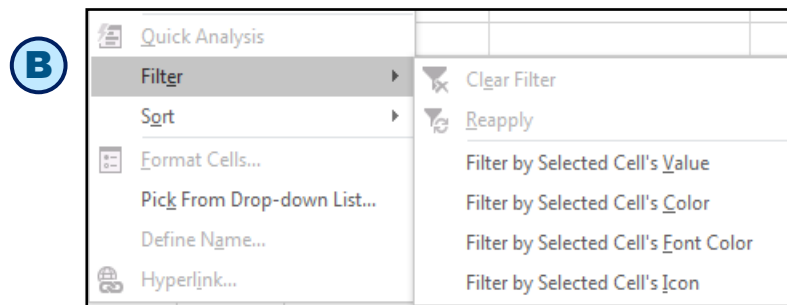 B
Quick Analysis
Filter
Sort
Format Cells...
Pick From Drop-down List...
Define Name...
Hyperlink...
Clear Filter
Reapply
Filter by Selected Cell's Value
Filter by Selected Cell's Color
Filter by Selected Cell's Font Color
Filter by Selected Cell's Icon